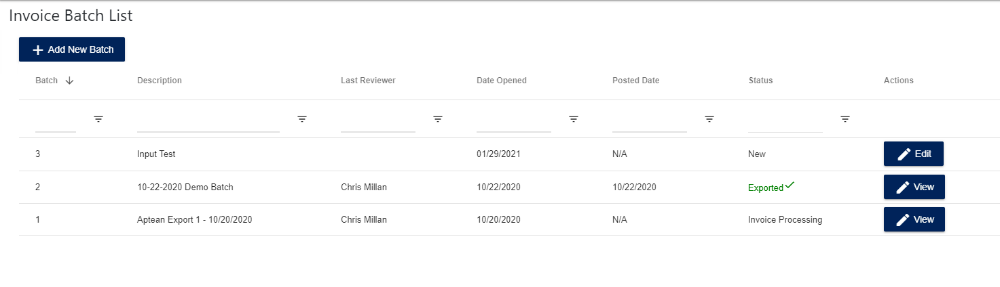 Invoice Batch List
Add New Batch
Batch Description Last Reviewer Date Opened Posted Date Status Actions
3 Input Test 01/29/2021 N/A New Edit
2 10-22-2020 Demo Batch Chris Millan 10/22/2020 10/22/2020 Exported View
1 Aptean Export 1 - 10/20/2020 Chris Millan 10/20/2020 N/A Invoice Processing View